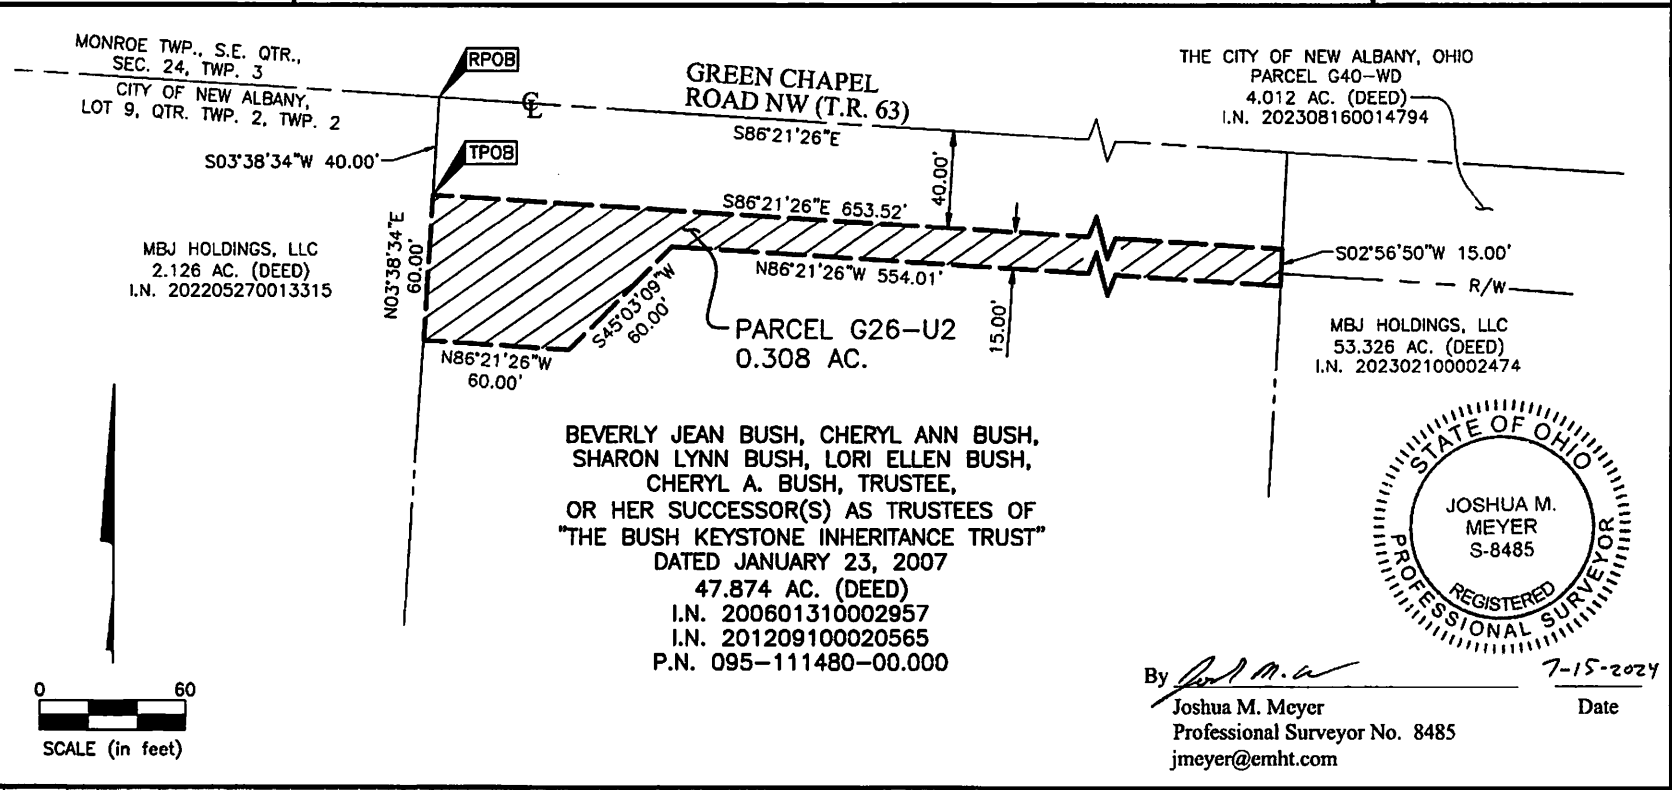 MONROE TWP., S.E. QTR.,
SEC. 24, TWP. 3
CITY OF NEW ALBANY,
LOT 9, QTR. TWP. 2, TWP. 2
RPOB
S03°38'34"W 40.00'
TPOB
GREEN CHAPEL
ROAD NW (T.R. 63)
S86°21'26"E
THE CITY OF NEW ALBANY, OHIO
PARCEL G40-WD
4.012 AC. (DEED)
I.N. 202308160014794
40.00'
S86°21'26"E 653.52'
MBJ HOLDINGS, LLC
2.126 AC. (DEED)
I.N. 202205270013315
N03°38'34"E
60.00'
N86°21'26"W 554.01'
S45°03'09"W
60.00'
N86°21'26"W
60.00'
PARCEL G26-U2
0.308 AC.
15.00'
S02°56'50"W 15.00'
R/W
MBJ HOLDINGS, LLC
53.326 AC. (DEED)
I.N. 202302100002474
BEVERLY JEAN BUSH, CHERYL ANN BUSH,
SHARON LYNN BUSH, LORI ELLEN BUSH,
CHERYL A. BUSH, TRUSTEE,
OR HER SUCCESSOR(S) AS TRUSTEES OF
"THE BUSH KEYSTONE INHERITANCE TRUST"
DATED JANUARY 23, 2007
47.874 AC. (DEED)
I.N. 200601310002957
I.N. 201209100020565
P.N. 095-111480-00.000
STATE OF OHIO
JOSHUA M.
MEYER
S-8485
REGISTERED
PROFESSIONAL SURVEYOR
0 60
SCALE (in feet)
By
7-15-2024
Joshua M. Meyer
Date
Professional Surveyor No. 8485
jmeyer@emht.com